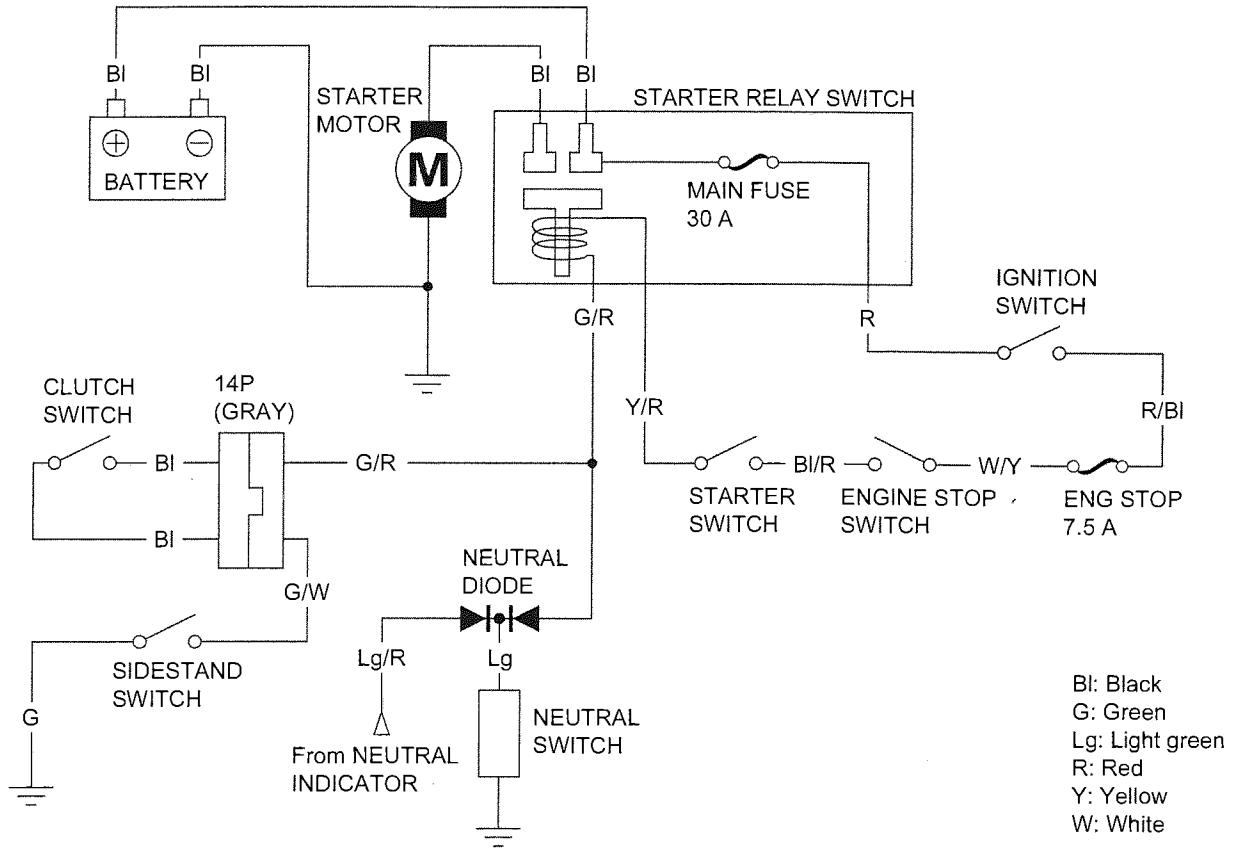 Bl
Bl
Bl
Bl
STARTER
MOTOR
STARTER RELAY SWITCH
+
−
BATTERY
M
MAIN FUSE
30 A
IGNITION
SWITCH
G/R
R
CLUTCH
SWITCH
14P
(GRAY)
Y/R
R/Bl
Bl
G/R
Bl/R
W/Y
STARTER
SWITCH
ENGINE STOP
SWITCH
ENG STOP
7.5 A
Bl
G/W
NEUTRAL
DIODE
SIDESTAND
SWITCH
Lg/R
Lg
G
NEUTRAL
SWITCH
From NEUTRAL
INDICATOR
Bl: Black
G: Green
Lg: Light green
R: Red
Y: Yellow
W: White